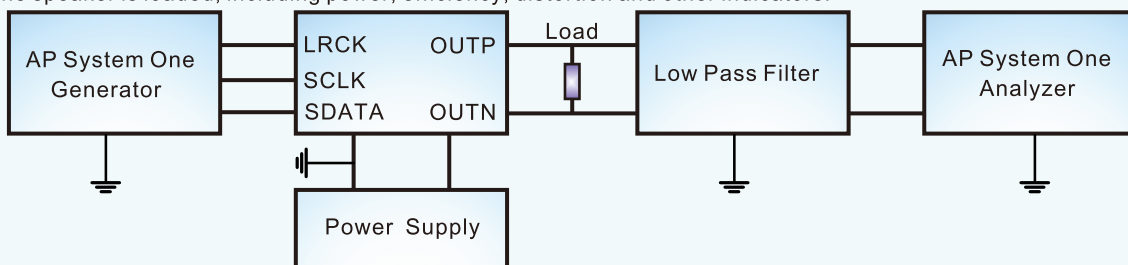 speaker is loaded, including power, efficiency, distortion and other indicators.
AP System One
Generator
LRCK
SCLK
SDATA
OUTP
OUTN
Load
Low Pass Filter
AP System One
Analyzer
Power Supply